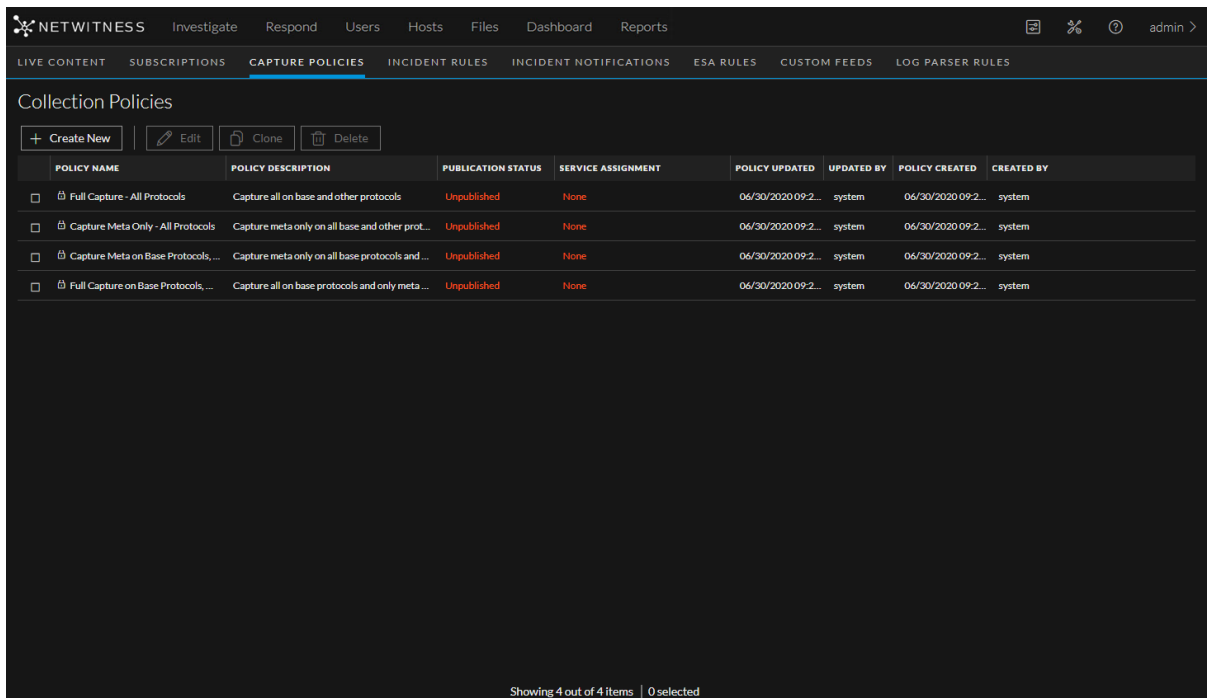 NETWITNESS Investigate Respond Users Hosts Files Dashboard Reports admin >
LIVE CONTENT SUBSCRIPTIONS CAPTURE POLICIES INCIDENT RULES INCIDENT NOTIFICATIONS ESA RULES CUSTOM FEEDS LOG PARSER RULES
Collection Policies
+ Create New Edit Clone Delete
POLICY NAME POLICY DESCRIPTION PUBLICATION STATUS SERVICE ASSIGNMENT POLICY UPDATED UPDATED BY POLICY CREATED CREATED BY
Full Capture - All Protocols Capture all on base and other protocols Unpublished None 06/30/2020 09:2... system 06/30/2020 09:2... system
Capture Meta Only - All Protocols Capture meta only on all base and other prot... Unpublished None 06/30/2020 09:2... system 06/30/2020 09:2... system
Capture Meta on Base Protocols, ... Capture meta only on all base protocols and ... Unpublished None 06/30/2020 09:2... system 06/30/2020 09:2... system
Full Capture on Base Protocols, ... Capture all on base protocols and only meta ... Unpublished None 06/30/2020 09:2... system 06/30/2020 09:2... system
Showing 4 out of 4 items | 0 selected